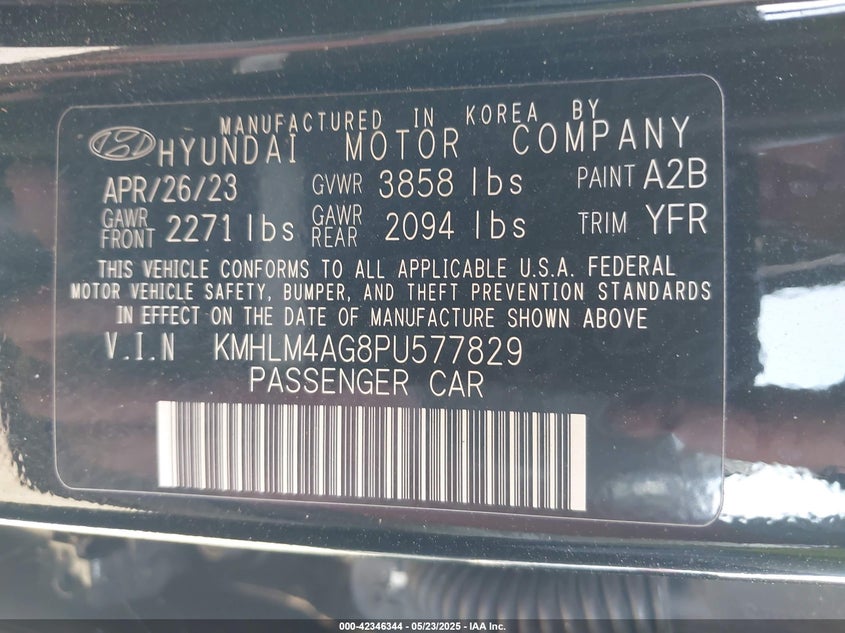 MANUFACTURED IN KOREA BY
HYUNDAI MOTOR COMPANY
APR/26/23 GVWR 3858 lbs PAINT A2B
GAWR FRONT 2271 lbs GAWR REAR 2094 lbs TRIM YFR
THIS VEHICLE CONFORMS TO ALL APPLICABLE U.S.A. FEDERAL
MOTOR VEHICLE SAFETY, BUMPER, AND THEFT PREVENTION STANDARDS
IN EFFECT ON THE DATE OF MANUFACTURE SHOWN ABOVE
V.I.N KMHLM4AG8PU577829
PASSENGER CAR
000-42346344 - 05/23/2025 - IAA Inc.